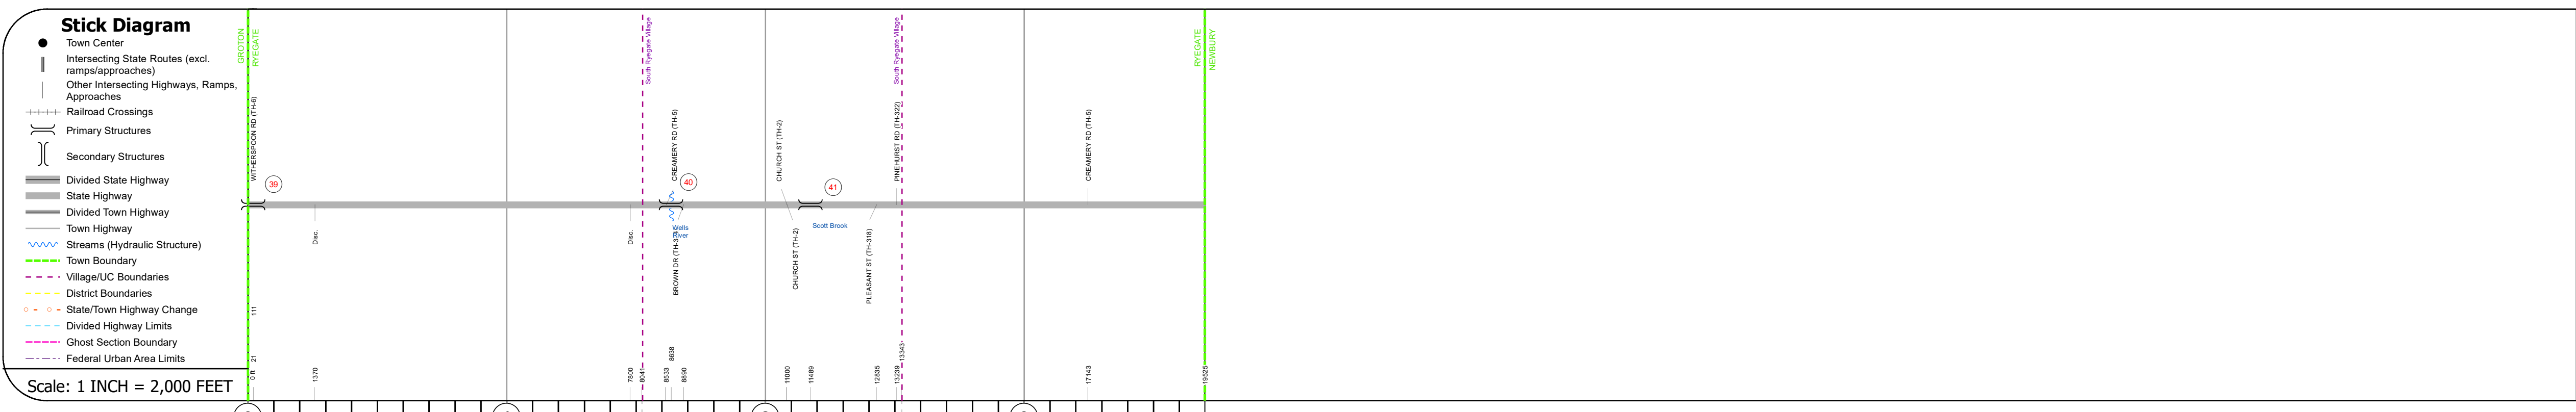 Stick Diagram
Town Center
Intersecting State Routes (excl.
ramps/approaches)
Other Intersecting Highways, Ramps,
Approaches
Railroad Crossings
Primary Structures
Secondary Structures
Divided State Highway
State Highway
Divided Town Highway
Town Highway
Streams (Hydraulic Structure)
Town Boundary
Village/UC Boundaries
District Boundaries
State/Town Highway Change
Divided Highway Limits
Ghost Section Boundary
Federal Urban Area Limits
Scale: 1 INCH = 2,000 FEET
GROTON
RYEGATE
South Ryegate Village
South Ryegate Village
RYEGATE
NEWBURY
WITHERSPOON RD (TH-6)
CREAMERY RD (TH-5)
CHURCH ST (TH-2)
PINEHURST RD (TH-322)
CREAMERY RD (TH-5)
39
40
41
Disc.
Disc.
Wells
River
BROWN DR
CHURCH ST (TH-2)
Scott Brook
PLEASANT ST (TH-318)
111
21
0 ft
1370
7800
8041
8533
8638
8890
11000
11489
12835
13239
13343
17143
19525